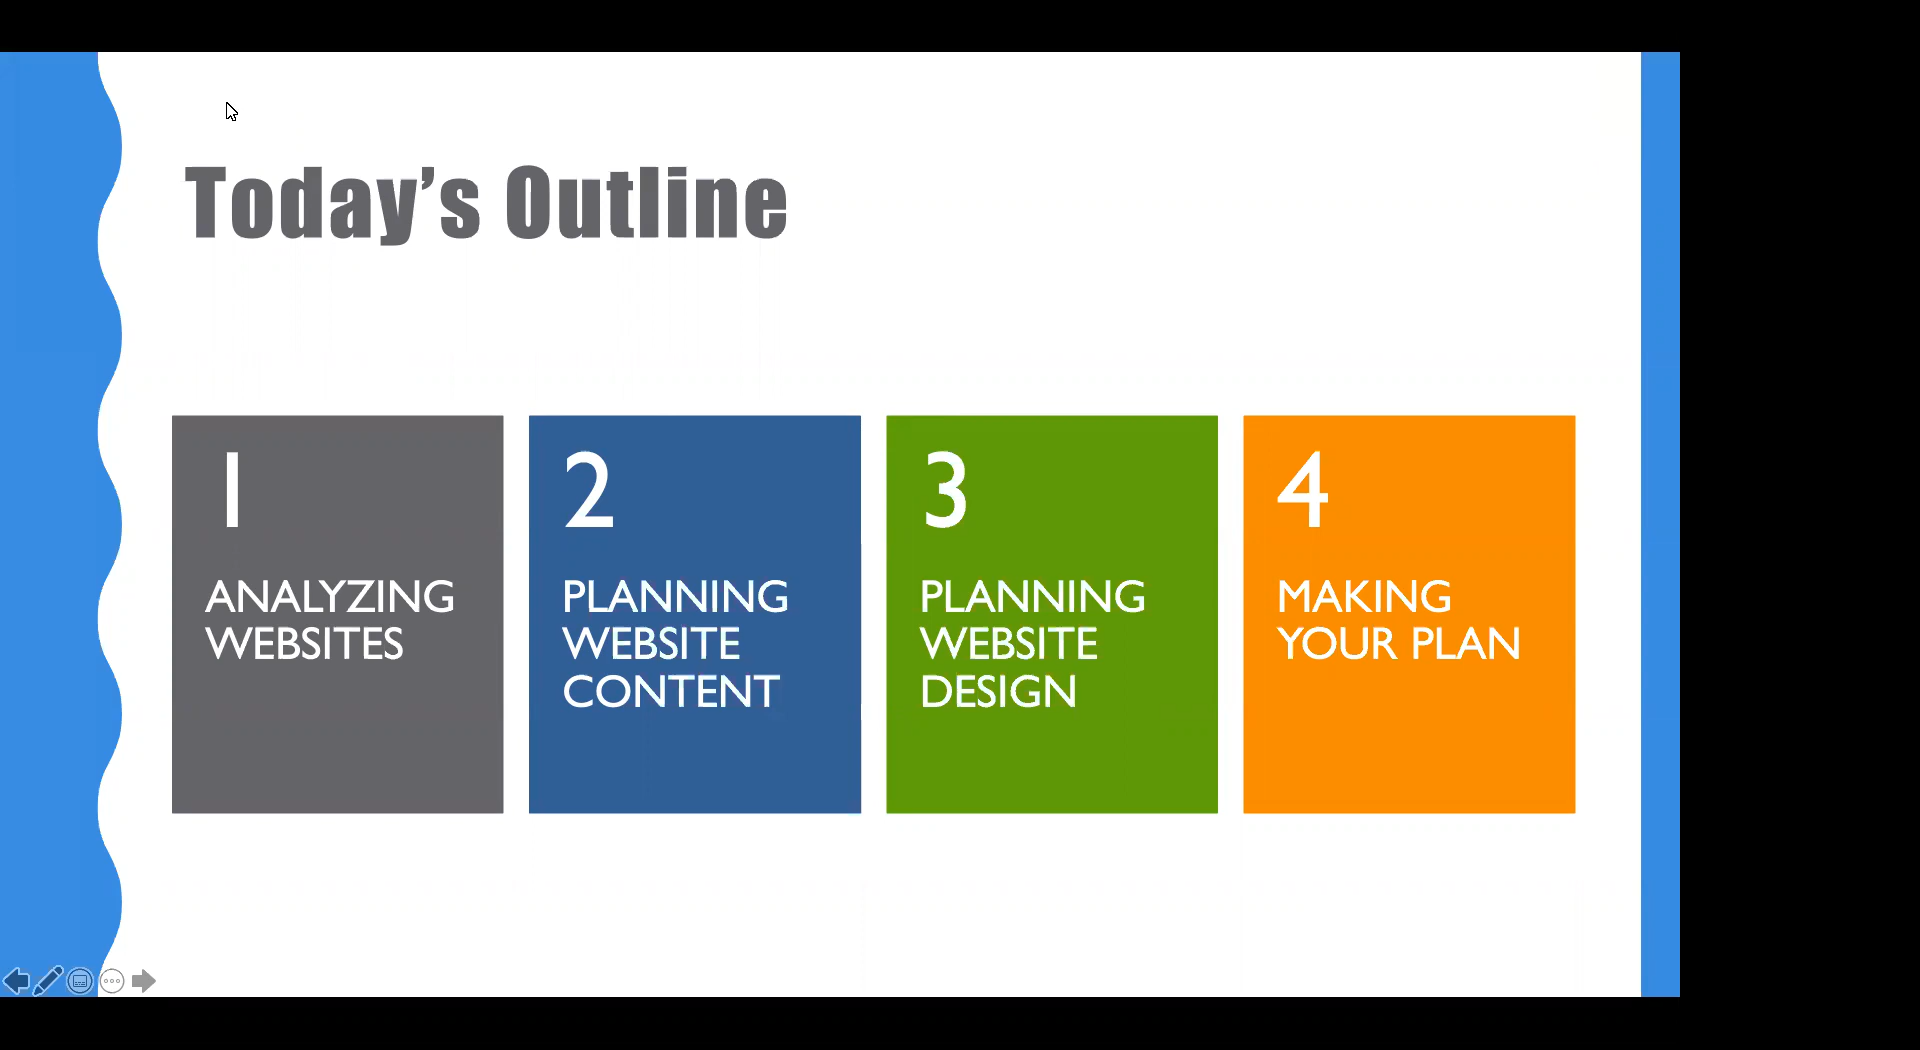 Today’s Outline
1
ANALYZING
WEBSITES
2
PLANNING
WEBSITE
CONTENT
3
PLANNING
WEBSITE
DESIGN
4
MAKING
YOUR PLAN